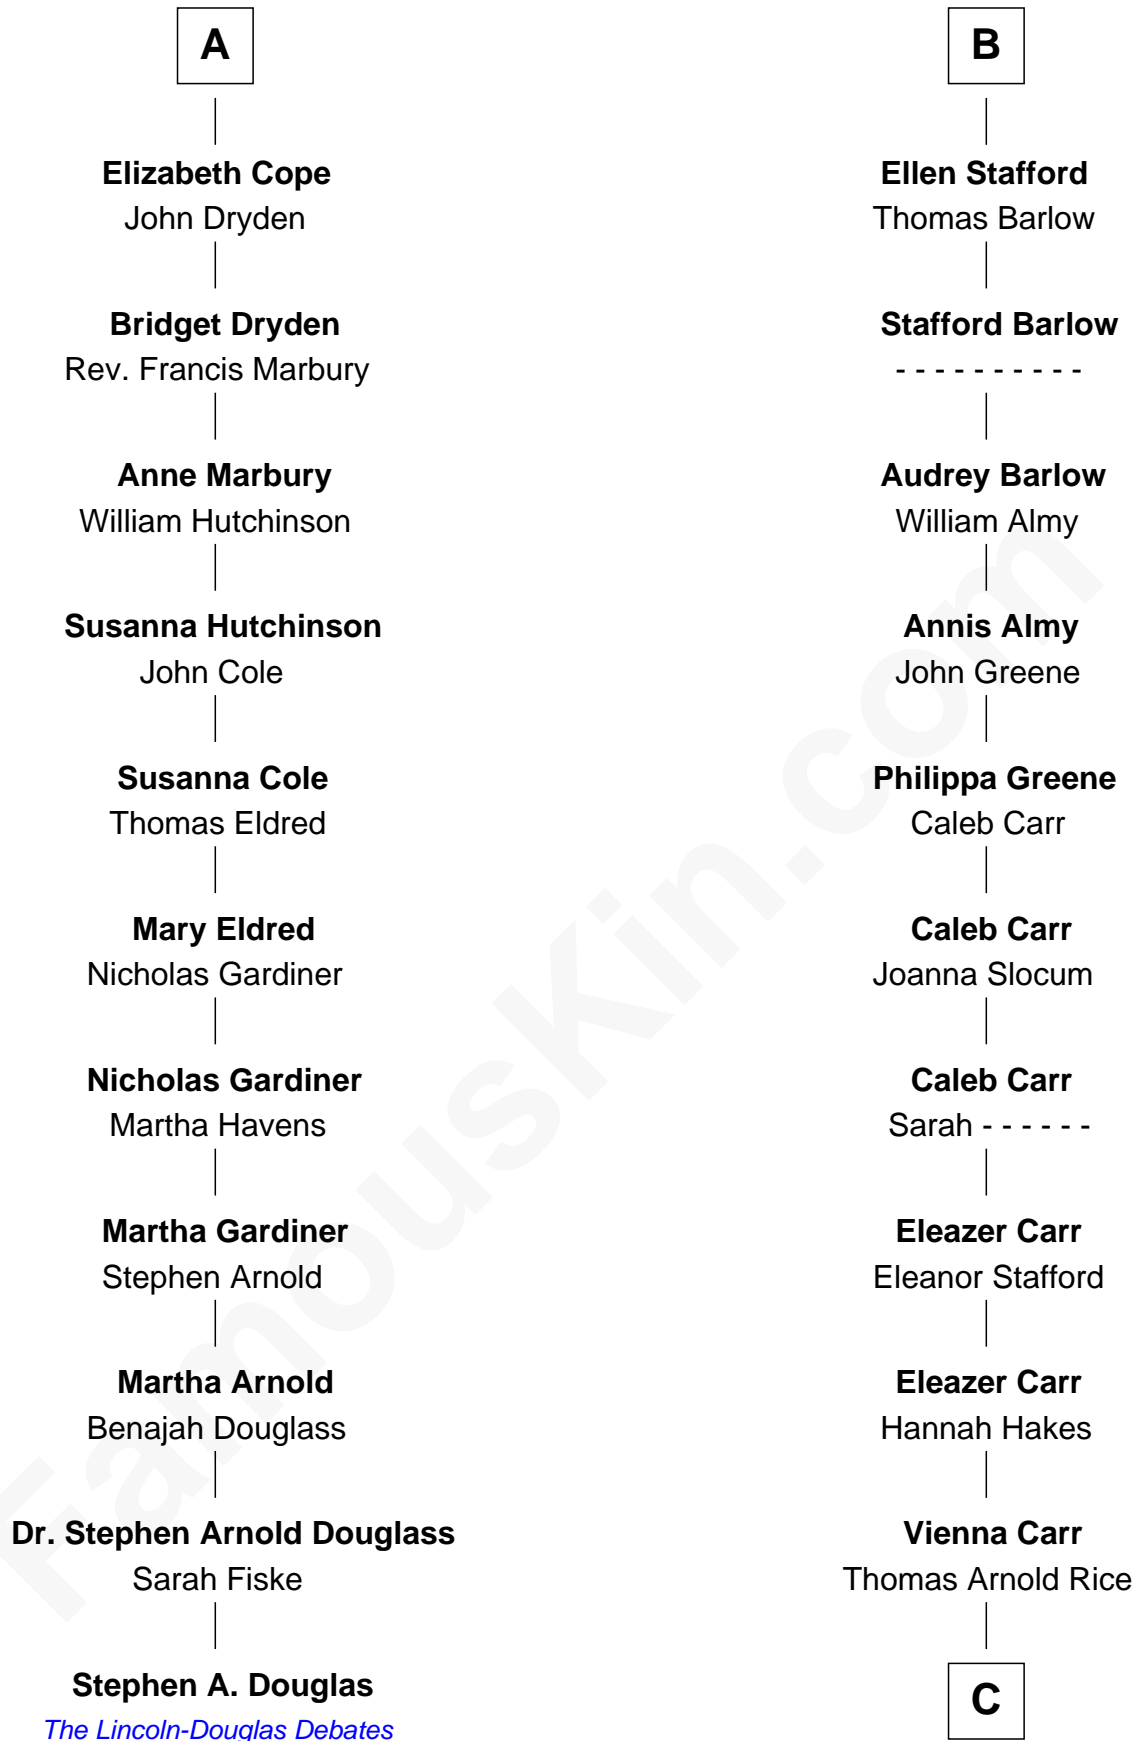 A
Elizabeth Cope
John Dryden
Bridget Dryden
Rev. Francis Marbury
Anne Marbury
William Hutchinson
Susanna Hutchinson
John Cole
Susanna Cole
Thomas Eldred
Mary Eldred
Nicholas Gardiner
Nicholas Gardiner
Martha Havens
Martha Gardiner
Stephen Arnold
Martha Arnold
Benajah Douglass
Dr. Stephen Arnold Douglass
Sarah Fiske
Stephen A. Douglas
The Lincoln-Douglas Debates
B
Ellen Stafford
Thomas Barlow
Stafford Barlow
- - - - - - - - - -
Audrey Barlow
William Almy
Annis Almy
John Greene
Philippa Greene
Caleb Carr
Caleb Carr
Joanna Slocum
Caleb Carr
Sarah - - - - - -
Eleazer Carr
Eleanor Stafford
Eleazer Carr
Hannah Hakes
Vienna Carr
Thomas Arnold Rice
C
FamousKin.com